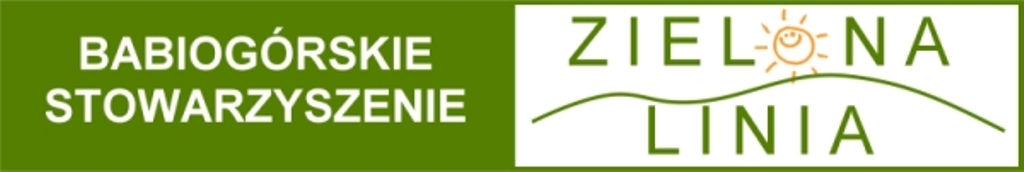 BABIOGÓRSKIE
STOWARZYSZENIE
ZIELONA
LINIA